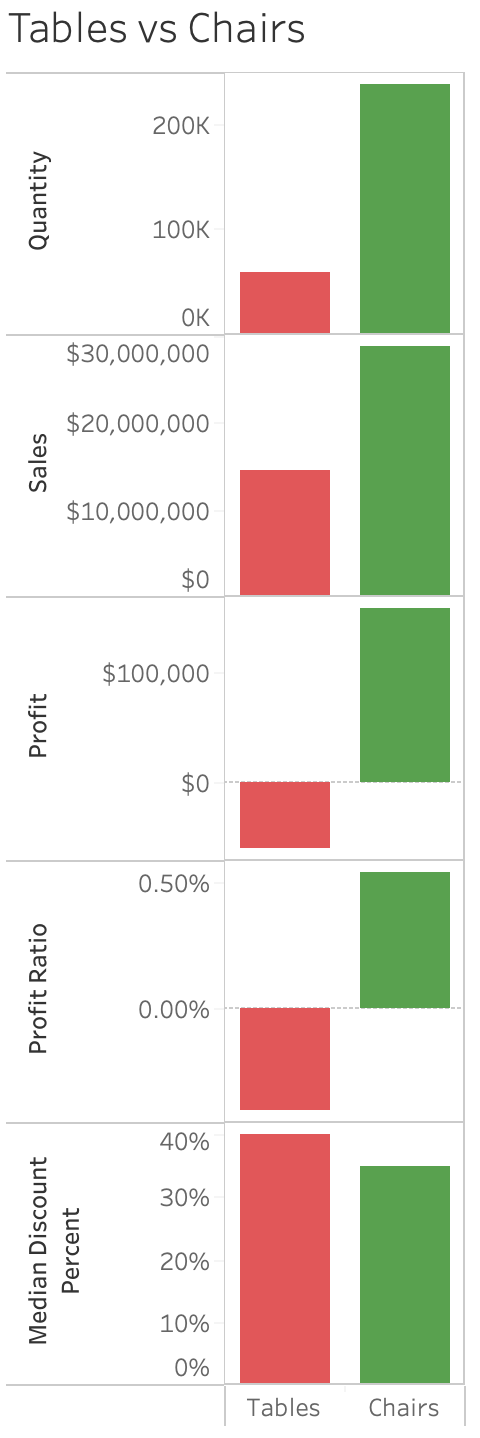 Tables vs Chairs
Quantity
200K
100K
0K
Sales
$30,000,000
$20,000,000
$10,000,000
$0
Profit
$100,000
$0
Profit Ratio
0.50%
0.00%
Median Discount
Percent
40%
30%
20%
10%
0%
Tables
Chairs